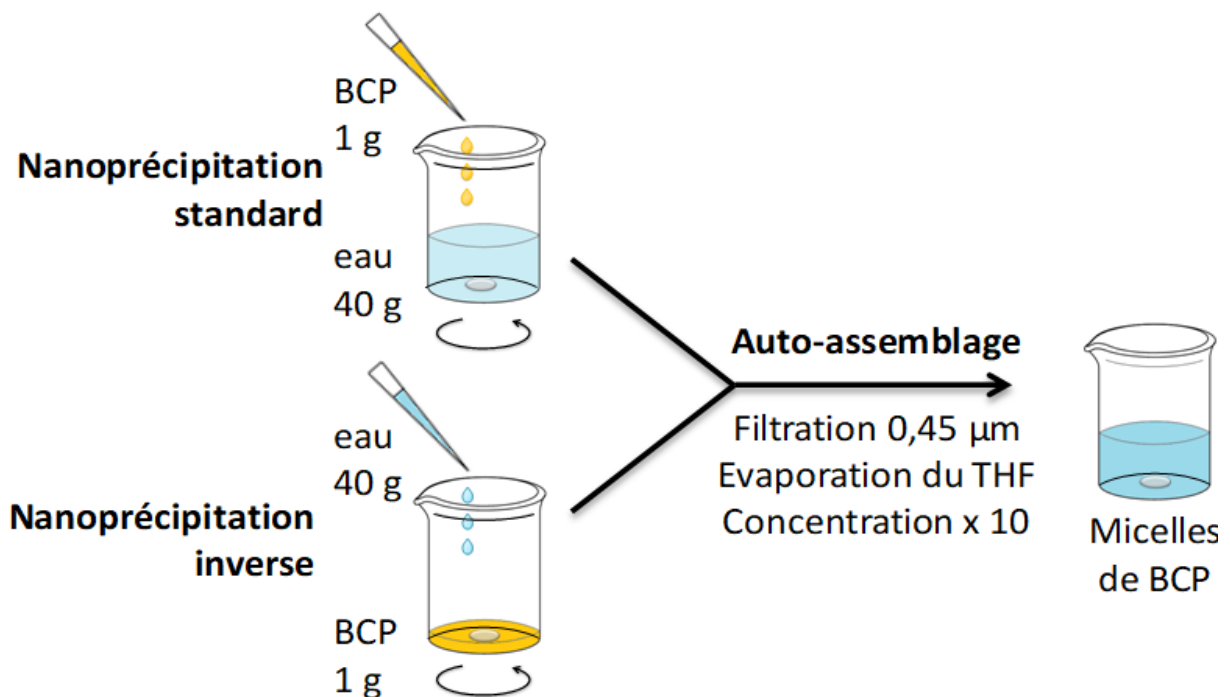 BCP
1 g
Nanoprécipitation
standard
eau
40 g
eau
40 g
Nanoprécipitation
inverse
BCP
1 g
Auto-assemblage
Filtration 0,45 µm
Evaporation du THF
Concentration x 10
Micelles
de BCP